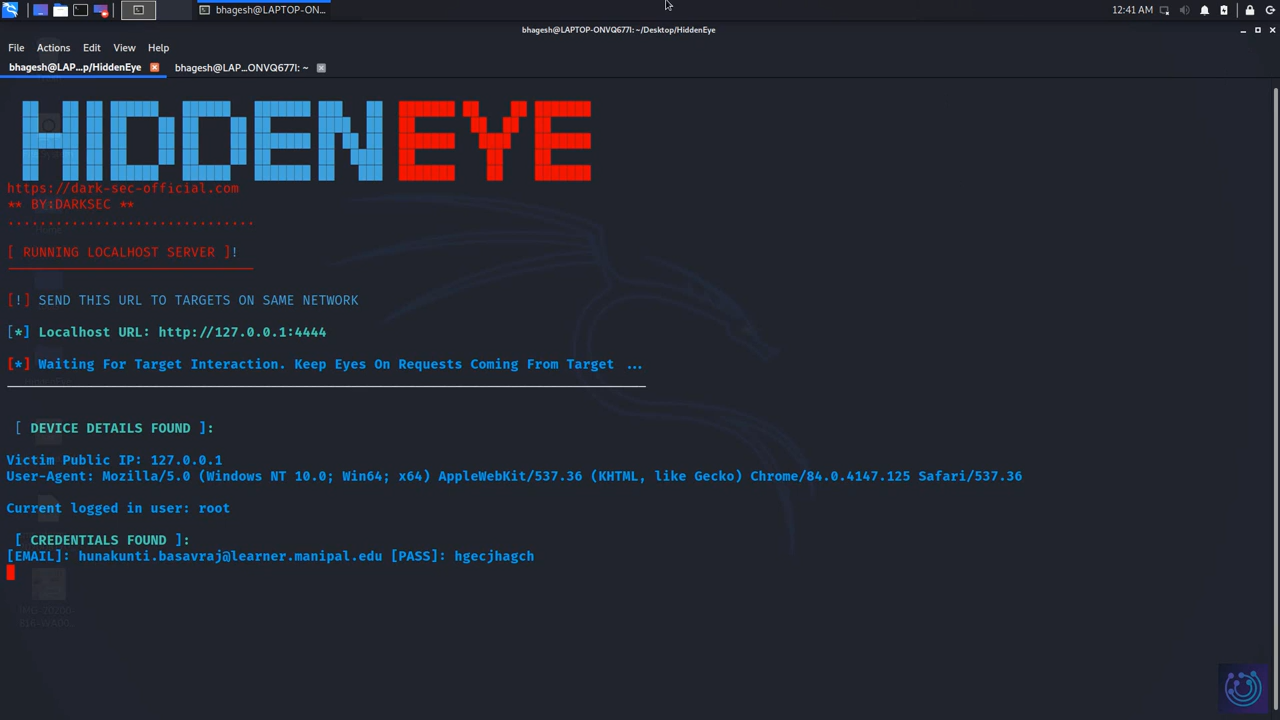 bhagesh@LAPTOP-ON...
12:41 AM
bhagesh@LAPTOP-ONVQ677I: ~/Desktop/HiddenEye
File Actions Edit View Help
bhagesh@LAP...p/HiddenEye
bhagesh@LAP...ONVQ677I: ~
HIDDEN EYE
https://dark-sec-official.com
** BY:DARKSEC **
[ RUNNING LOCALHOST SERVER ]!
[!] SEND THIS URL TO TARGETS ON SAME NETWORK
[*] Localhost URL: http://127.0.0.1:4444
[*] Waiting For Target Interaction. Keep Eyes On Requests Coming From Target ...
[ DEVICE DETAILS FOUND ]:
Victim Public IP: 127.0.0.1
User-Agent: Mozilla/5.0 (Windows NT 10.0; Win64; x64) AppleWebKit/537.36 (KHTML, like Gecko) Chrome/84.0.4147.125 Safari/537.36
Current logged in user: root
[ CREDENTIALS FOUND ]:
[EMAIL]: hunakunti.basavraj@learner.manipal.edu [PASS]: hgecjhagch